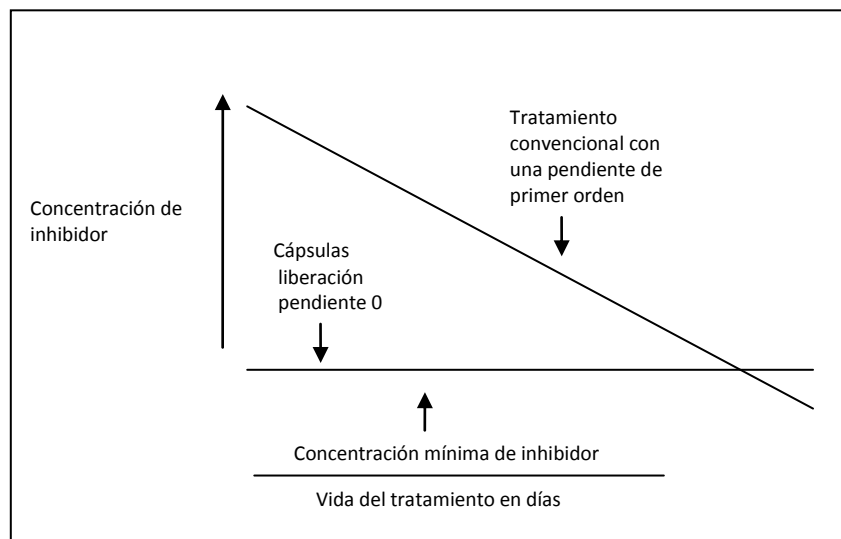 Tratamiento
convencional con
una pendiente de
primer orden
Concentración de
inhibidor
Cápsulas
liberación
pendiente 0
Concentración mínima de inhibidor
Vida del tratamiento en días